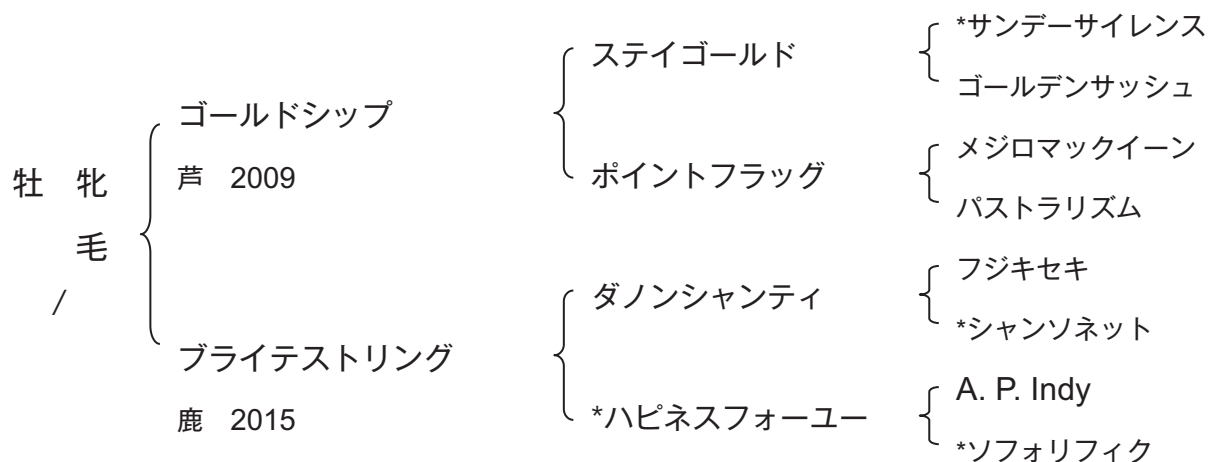 牡 牝
毛
/
ゴールドシップ
芦 2009
ブライテストリング
鹿 2015
ステイゴールド
ポイントフラッグ
ダノンシャンティ
*ハピネスフォーユー
*サンデーサイレンス
ゴールデンサッシュ
メジロマックイーン
パストラリズム
フジキセキ
*シャンソネット
A. P. Indy
*ソフォリフィク